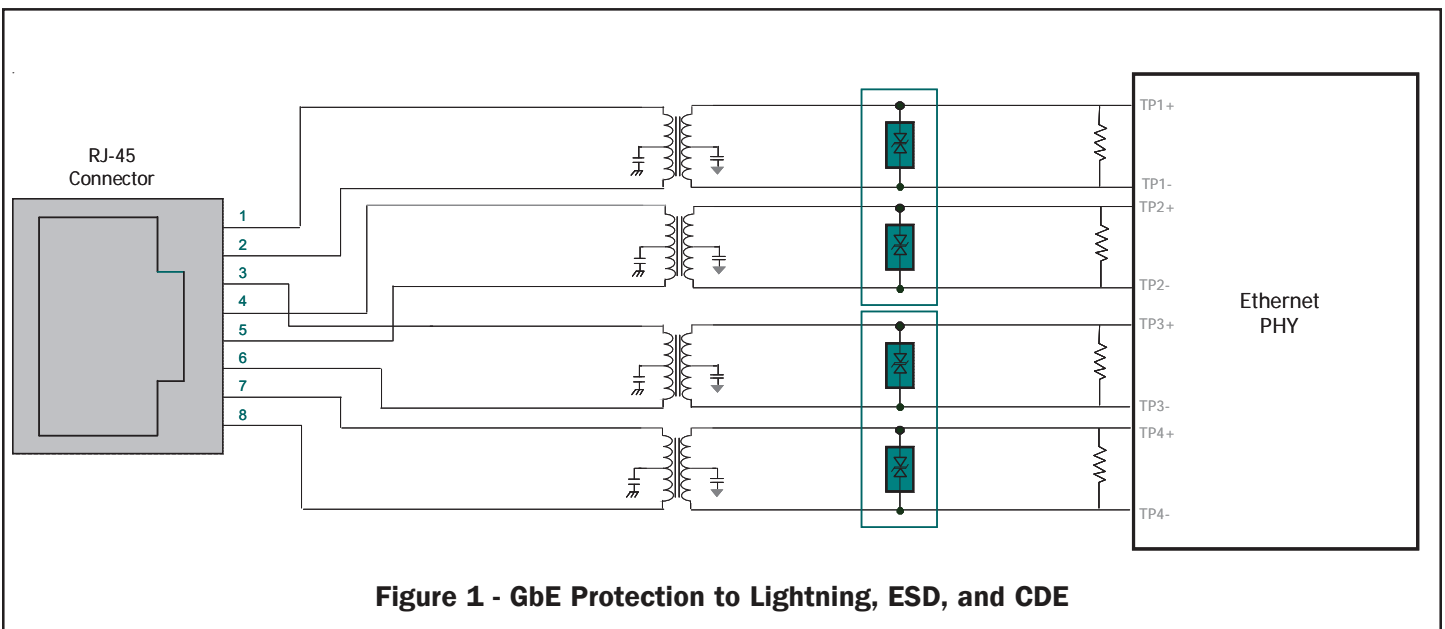 RJ-45
Connector
1
2
3
4
5
6
7
8
TP1+
TP1-
TP2+
TP2-
TP3+
TP3-
TP4+
TP4-
Ethernet
PHY
Figure 1 - GbE Protection to Lightning, ESD, and CDE